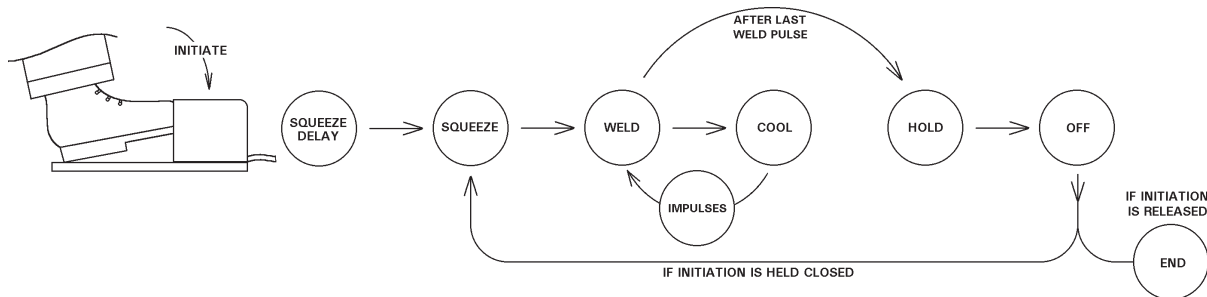 INITIATE
SQUEEZE
DELAY
SQUEEZE
WELD
COOL
IMPULSES
AFTER LAST
WELD PULSE
HOLD
OFF
IF INITIATION
IS RELEASED
END
IF INITIATION IS HELD CLOSED